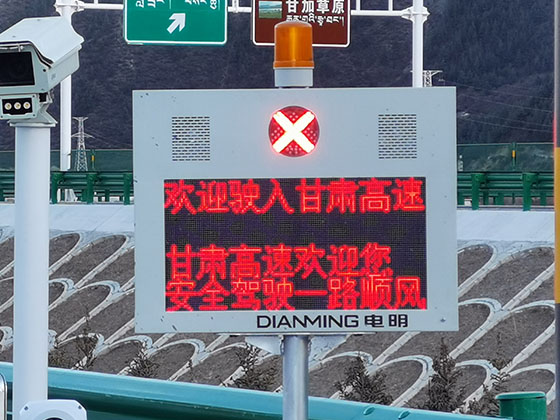 甘加草原
欢迎驶入甘肃高速
甘肃高速欢迎您
安全驾驶一路顺风
DIANMING 电明